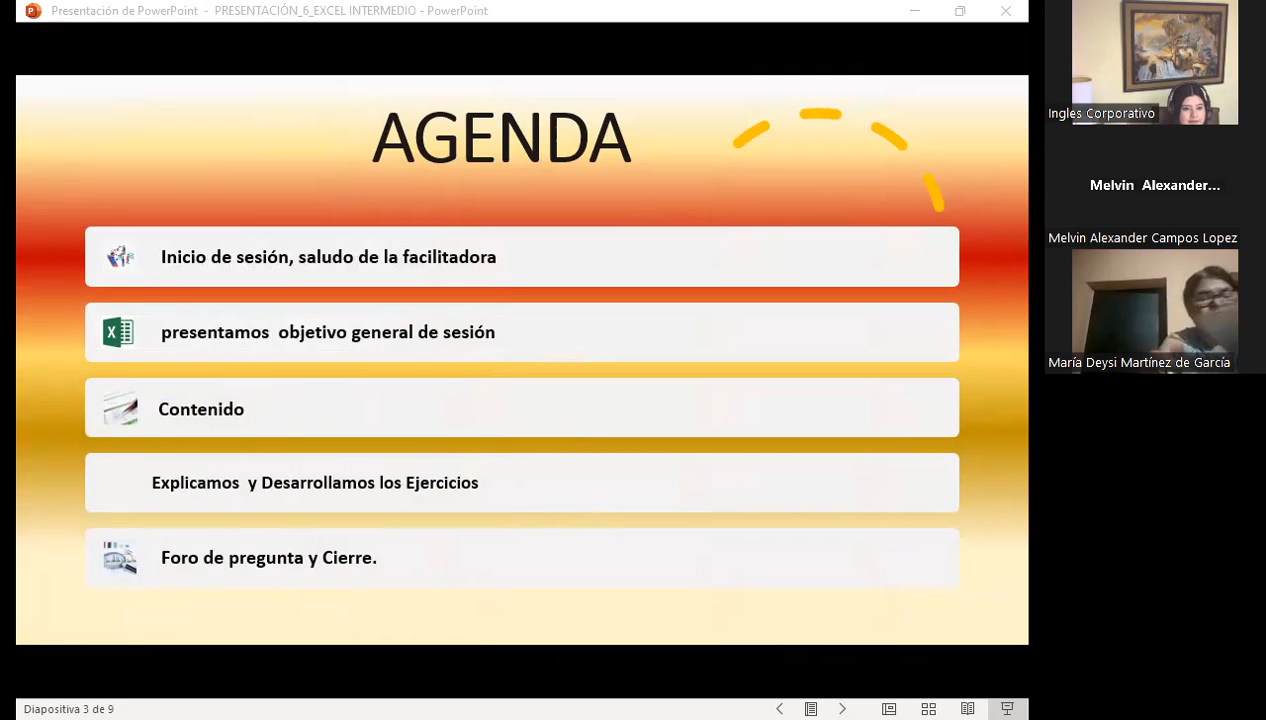 Presentación de PowerPoint - PRESENTACIÓN_6_EXCEL INTERMEDIO - PowerPoint
AGENDA
Inicio de sesión, saludo de la facilitadora
presentamos objetivo general de sesión
Contenido
Explicamos y Desarrollamos los Ejercicios
Foro de pregunta y Cierre.
Diapositiva 3 de 9
Ingles Corporativo
Melvin Alexander...
Melvin Alexander Campos Lopez
María Deysi Martínez de García